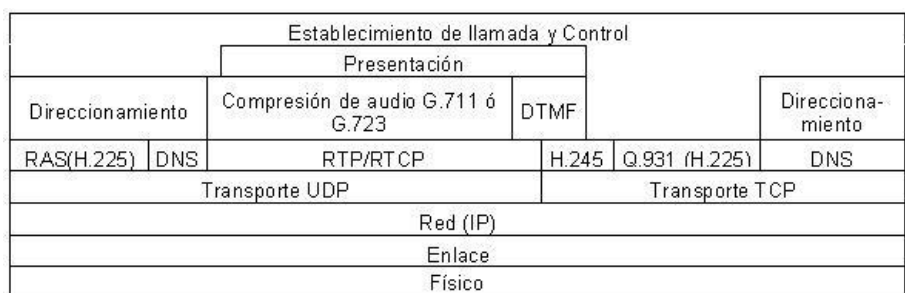 Establecimiento de llamada y Control
Presentación
Direccionamiento
Compresión de audio G.711 ó
G.723
DTMF
Direcciona-
miento
RAS(H.225)
DNS
RTP/RTCP
H.245
Q.931 (H.225)
DNS
Transporte UDP
Transporte TCP
Red (IP)
Enlace
Físico